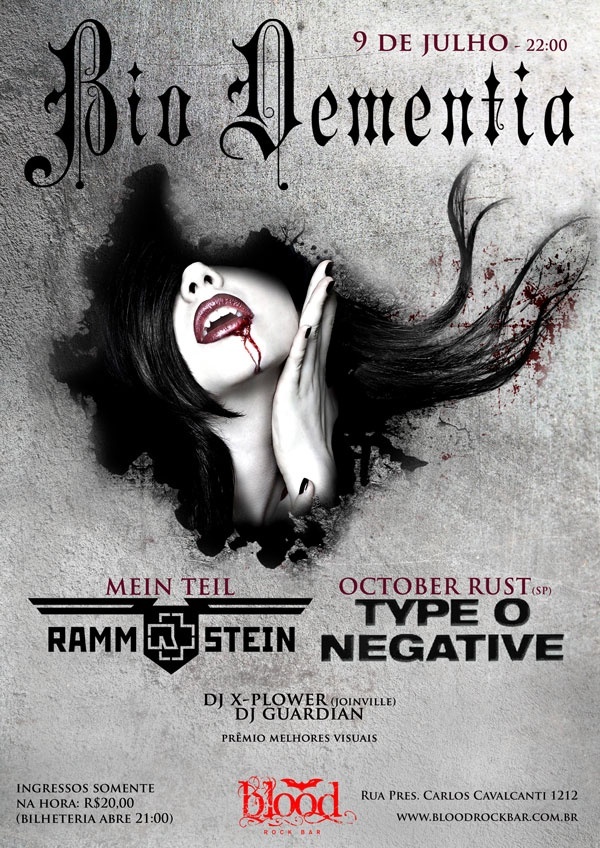 9 DE JULHO - 22:00
Bio Dementia
MEIN TEIL
RAMMSTEIN
OCTOBER RUST (SP)
TYPE O
NEGATIVE
DJ X-PLOWER (JOINVILLE)
DJ GUARDIAN
PRÊMIO MELHORES VISUAIS
INGRESSOS SOMENTE
NA HORA: R$20,00
(BILHETERIA ABRE 21:00)
blood
ROCK BAR
RUA PRES. CARLOS CAVALCANTI 1212
WWW.BLOODROCKBAR.COM.BR